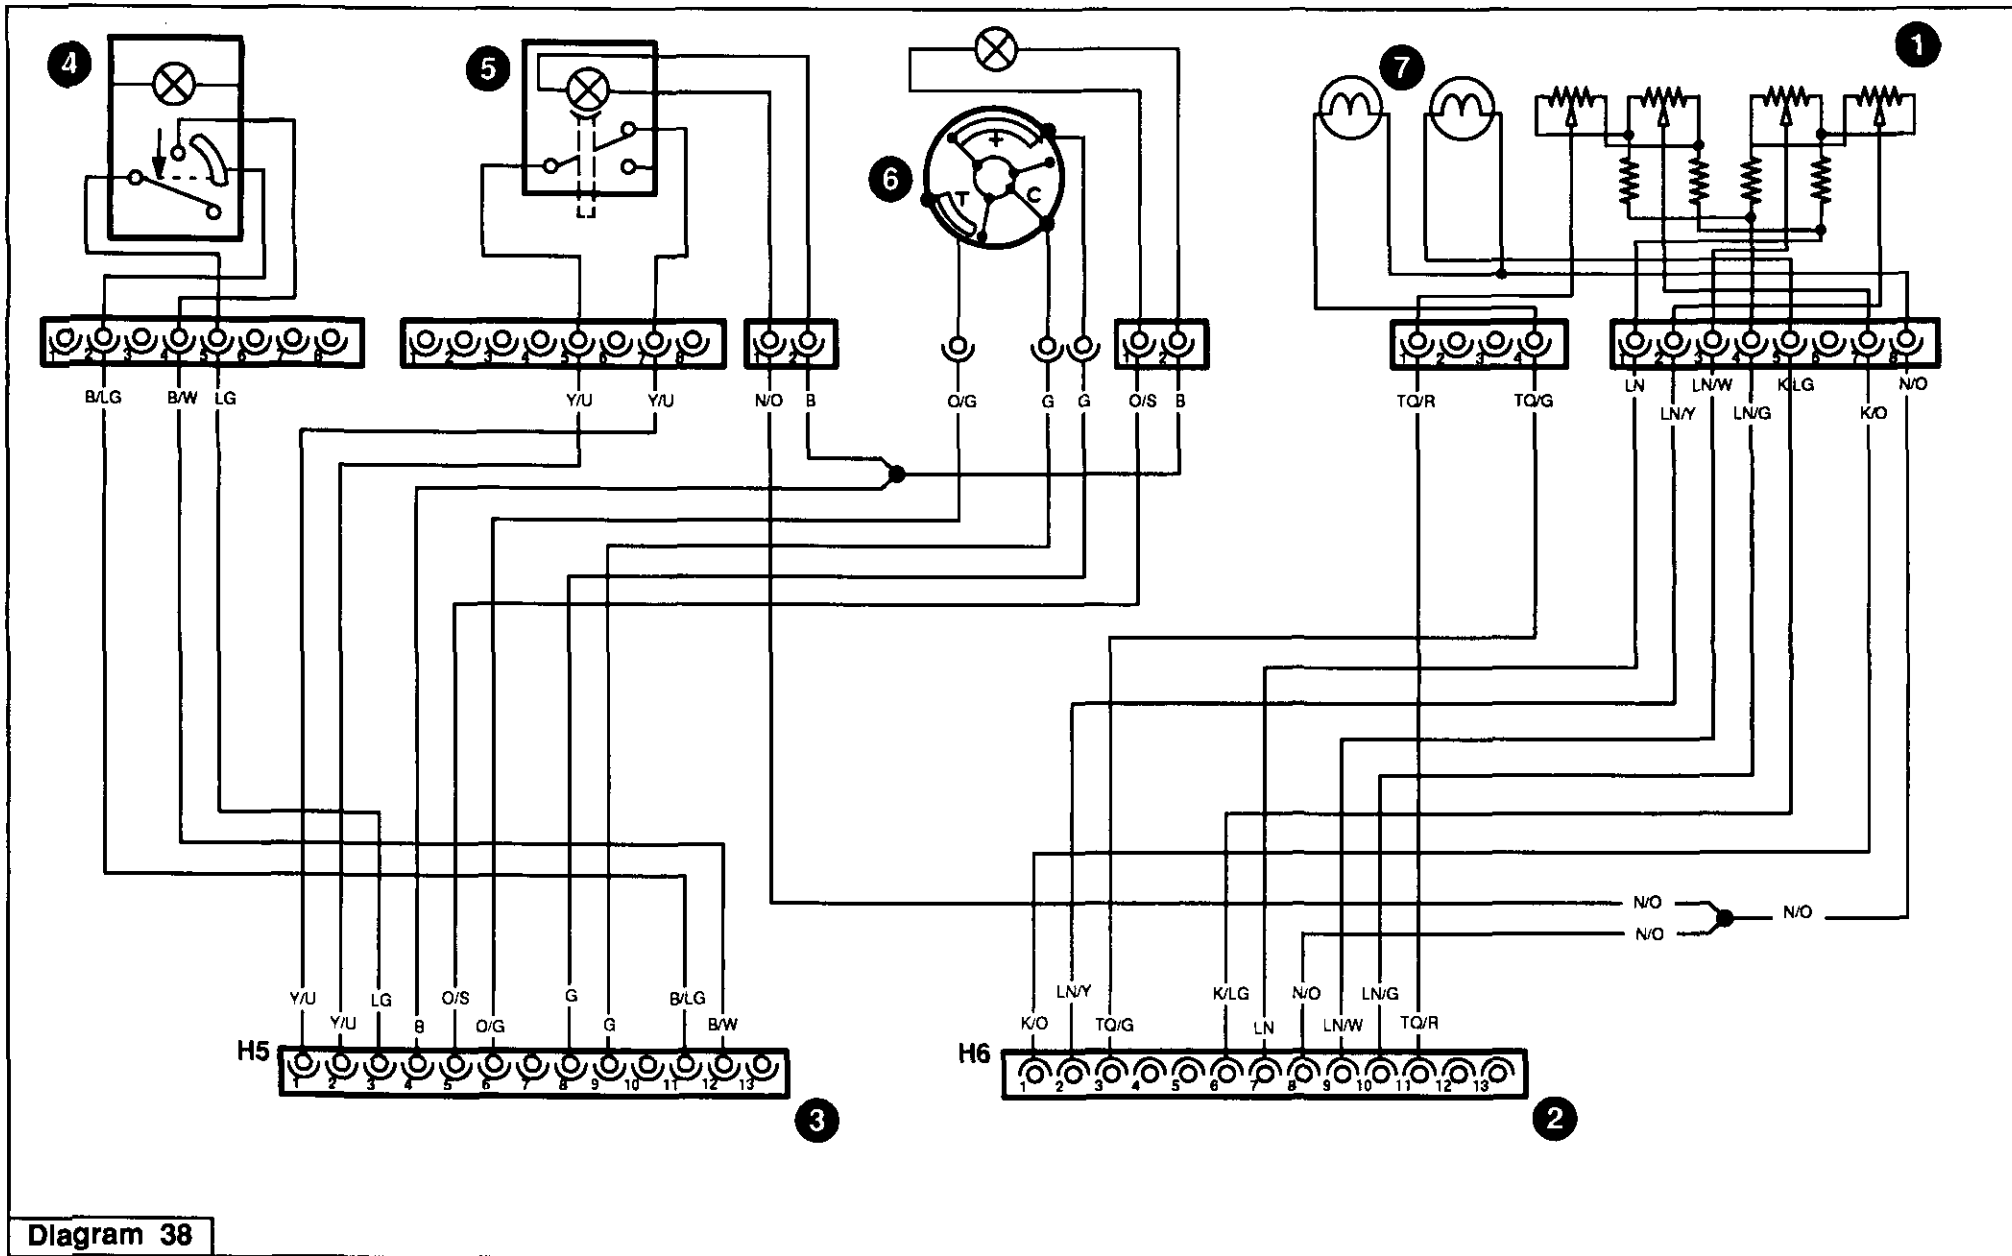 4
5
6
7
1
+
T
C
1 2 3 4 5 6 7 8
1 2 3 4 5 6 7 8
1 2
1 2
1 2 3 4
1 2 3 4 5 6 7 8
B/LG B/W LG
Y/U Y/U
N/O B
O/G G G
O/S B
TQ/R TQ/G
LN LN/W K/LG N/O
LN/Y LN/G K/O
N/O
N/O
N/O
Y/U LG O/S G B/LG
Y/U B O/G G B/W
LN/Y K/LG N/O LN/G
K/O TQ/G LN LN/W TQ/R
H5
1 2 3 4 5 6 7 8 9 10 11 12 13
H6
1 2 3 4 5 6 7 8 9 10 11 12 13
3
2
Diagram 38